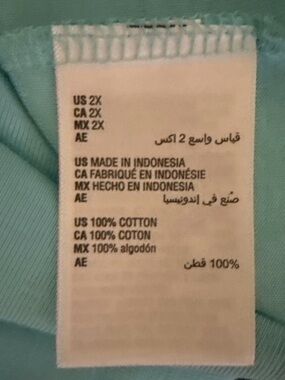 US 2X
CA 2X
MX 2X
AE قياس واسع 2 اكس
US MADE IN INDONESIA
CA FABRIQUÉ EN INDONÉSIE
MX HECHO EN INDONESIA
AE صنع في إندونيسيا
US 100% COTTON
CA 100% COTON
MX 100% algodón
AE 100% قطن